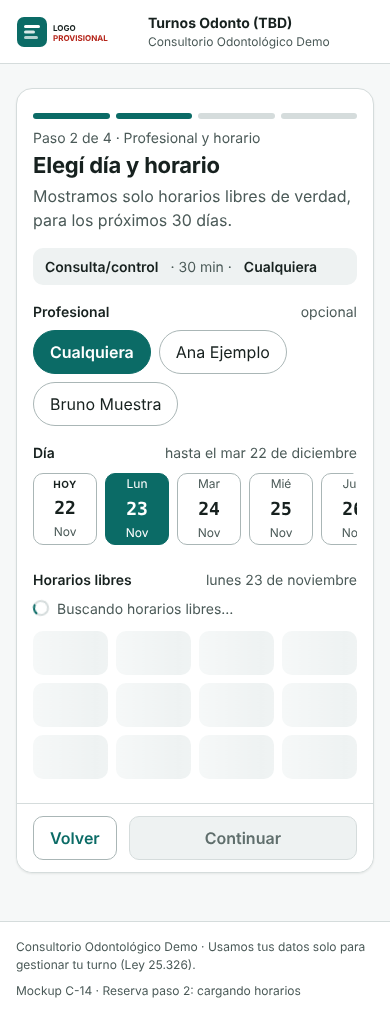 LOGO
PROVISIONAL
Turnos Odonto (TBD)
Consultorio Odontológico Demo
Paso 2 de 4 · Profesional y horario
Elegí día y horario
Mostramos solo horarios libres de verdad,
para los próximos 30 días.
Consulta/control · 30 min · Cualquiera
Profesional opcional
Cualquiera Ana Ejemplo
Bruno Muestra
Día hasta el mar 22 de diciembre
HOY Lun Mar Mié
22 23 24 25
Nov Nov Nov Nov
Horarios libres lunes 23 de noviembre
Buscando horarios libres...
Volver Continuar
Consultorio Odontológico Demo · Usamos tus datos solo para
gestionar tu turno (Ley 25.326).
Mockup C-14 · Reserva paso 2: cargando horarios